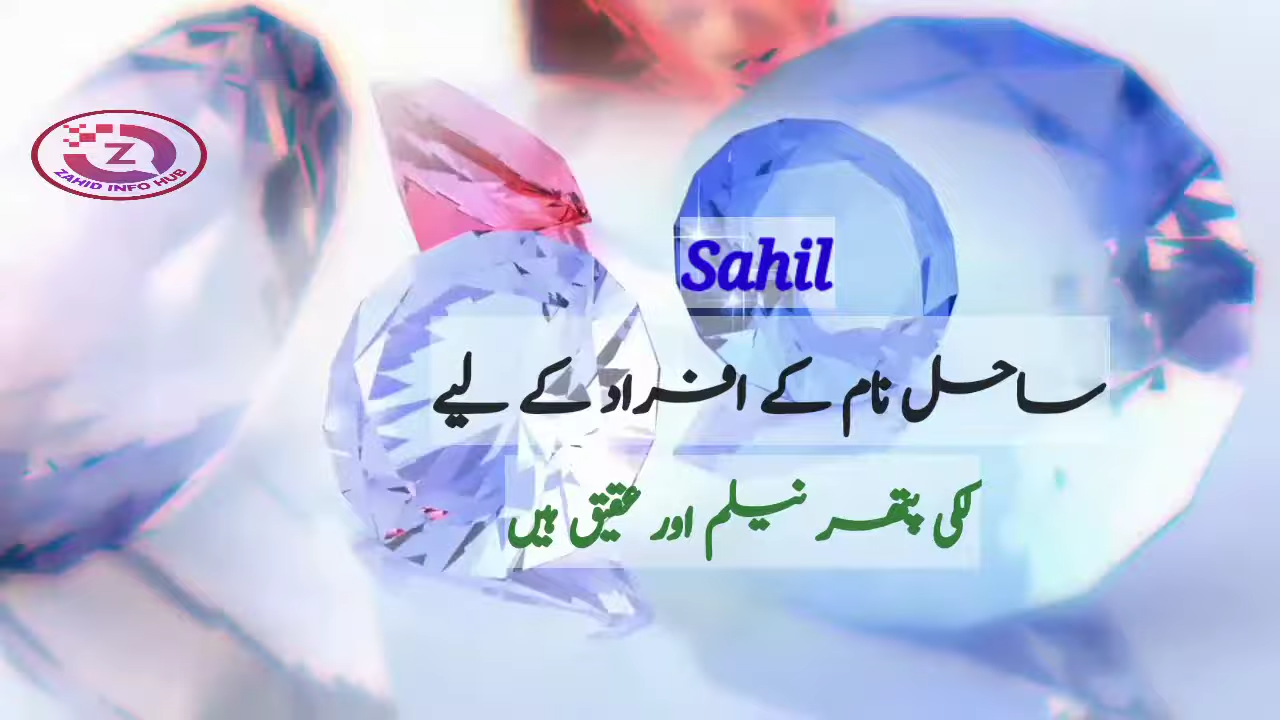 Z
ZAHID INFO HUB
Sahil
ساحل نام کے افراد کے لیے
لکی پتھر نیلم اور عقیق ہیں